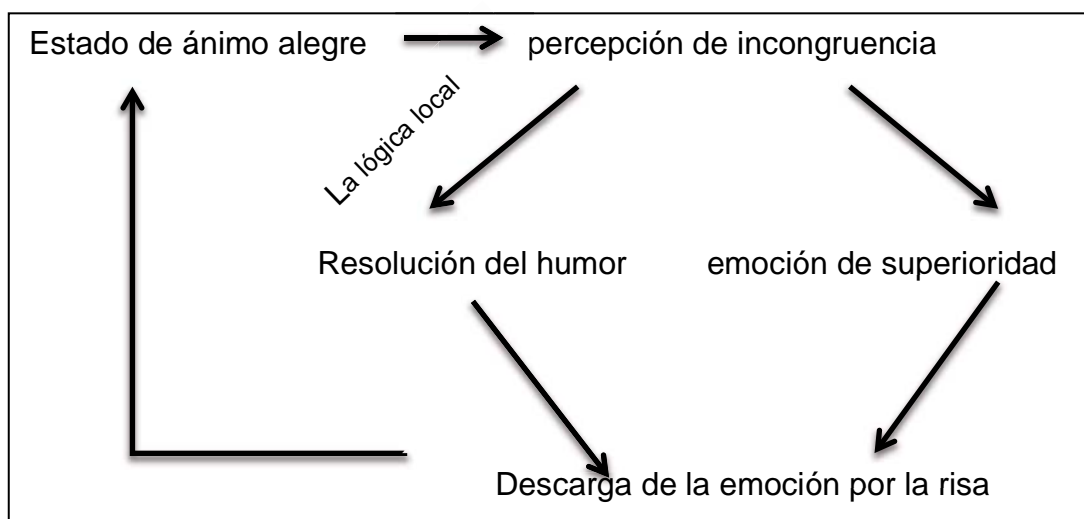 Estado de ánimo alegre
percepción de incongruencia
La lógica local
Resolución del humor
emoción de superioridad
Descarga de la emoción por la risa